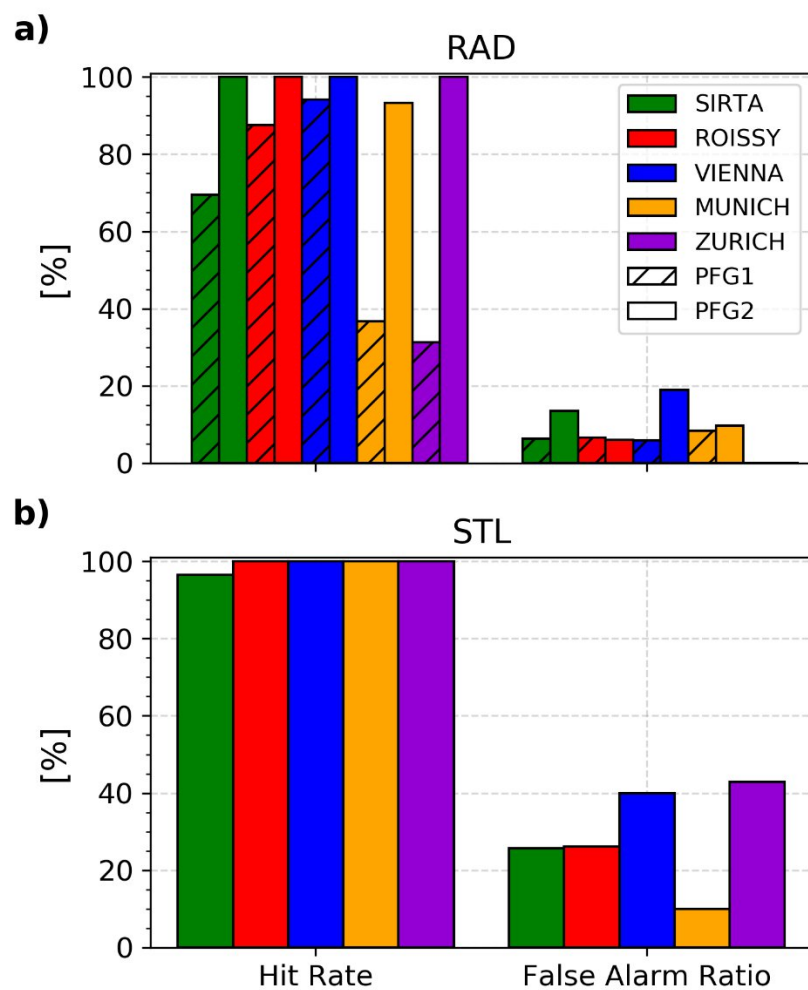 a)
RAD
100
80
60
40
20
0
[%]
SIRTA
ROISSY
VIENNA
MUNICH
ZURICH
PFG1
PFG2
b)
STL
100
80
60
40
20
0
[%]
Hit Rate
False Alarm Ratio